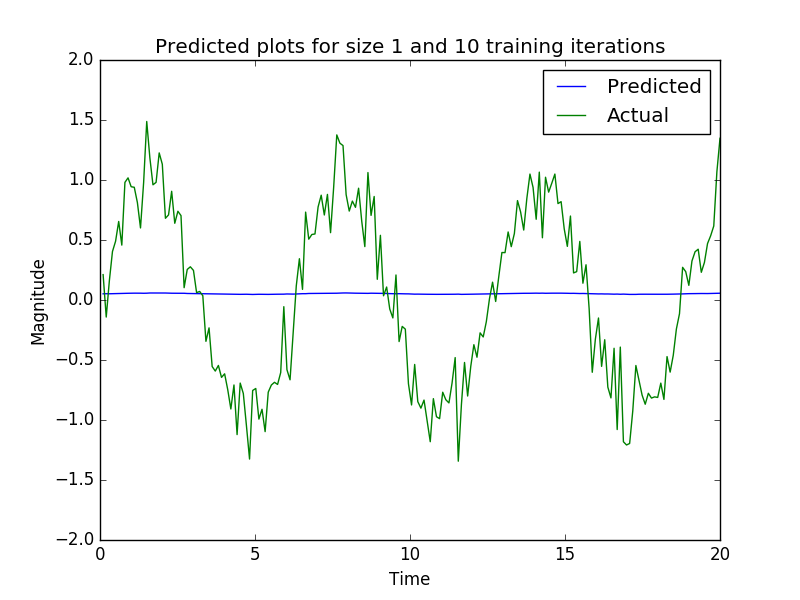 Predicted plots for size 1 and 10 training iterations
2.0
1.5
1.0
0.5
0.0
−0.5
−1.0
−1.5
−2.0
Magnitude
Predicted
Actual
0 5 10 15 20
Time